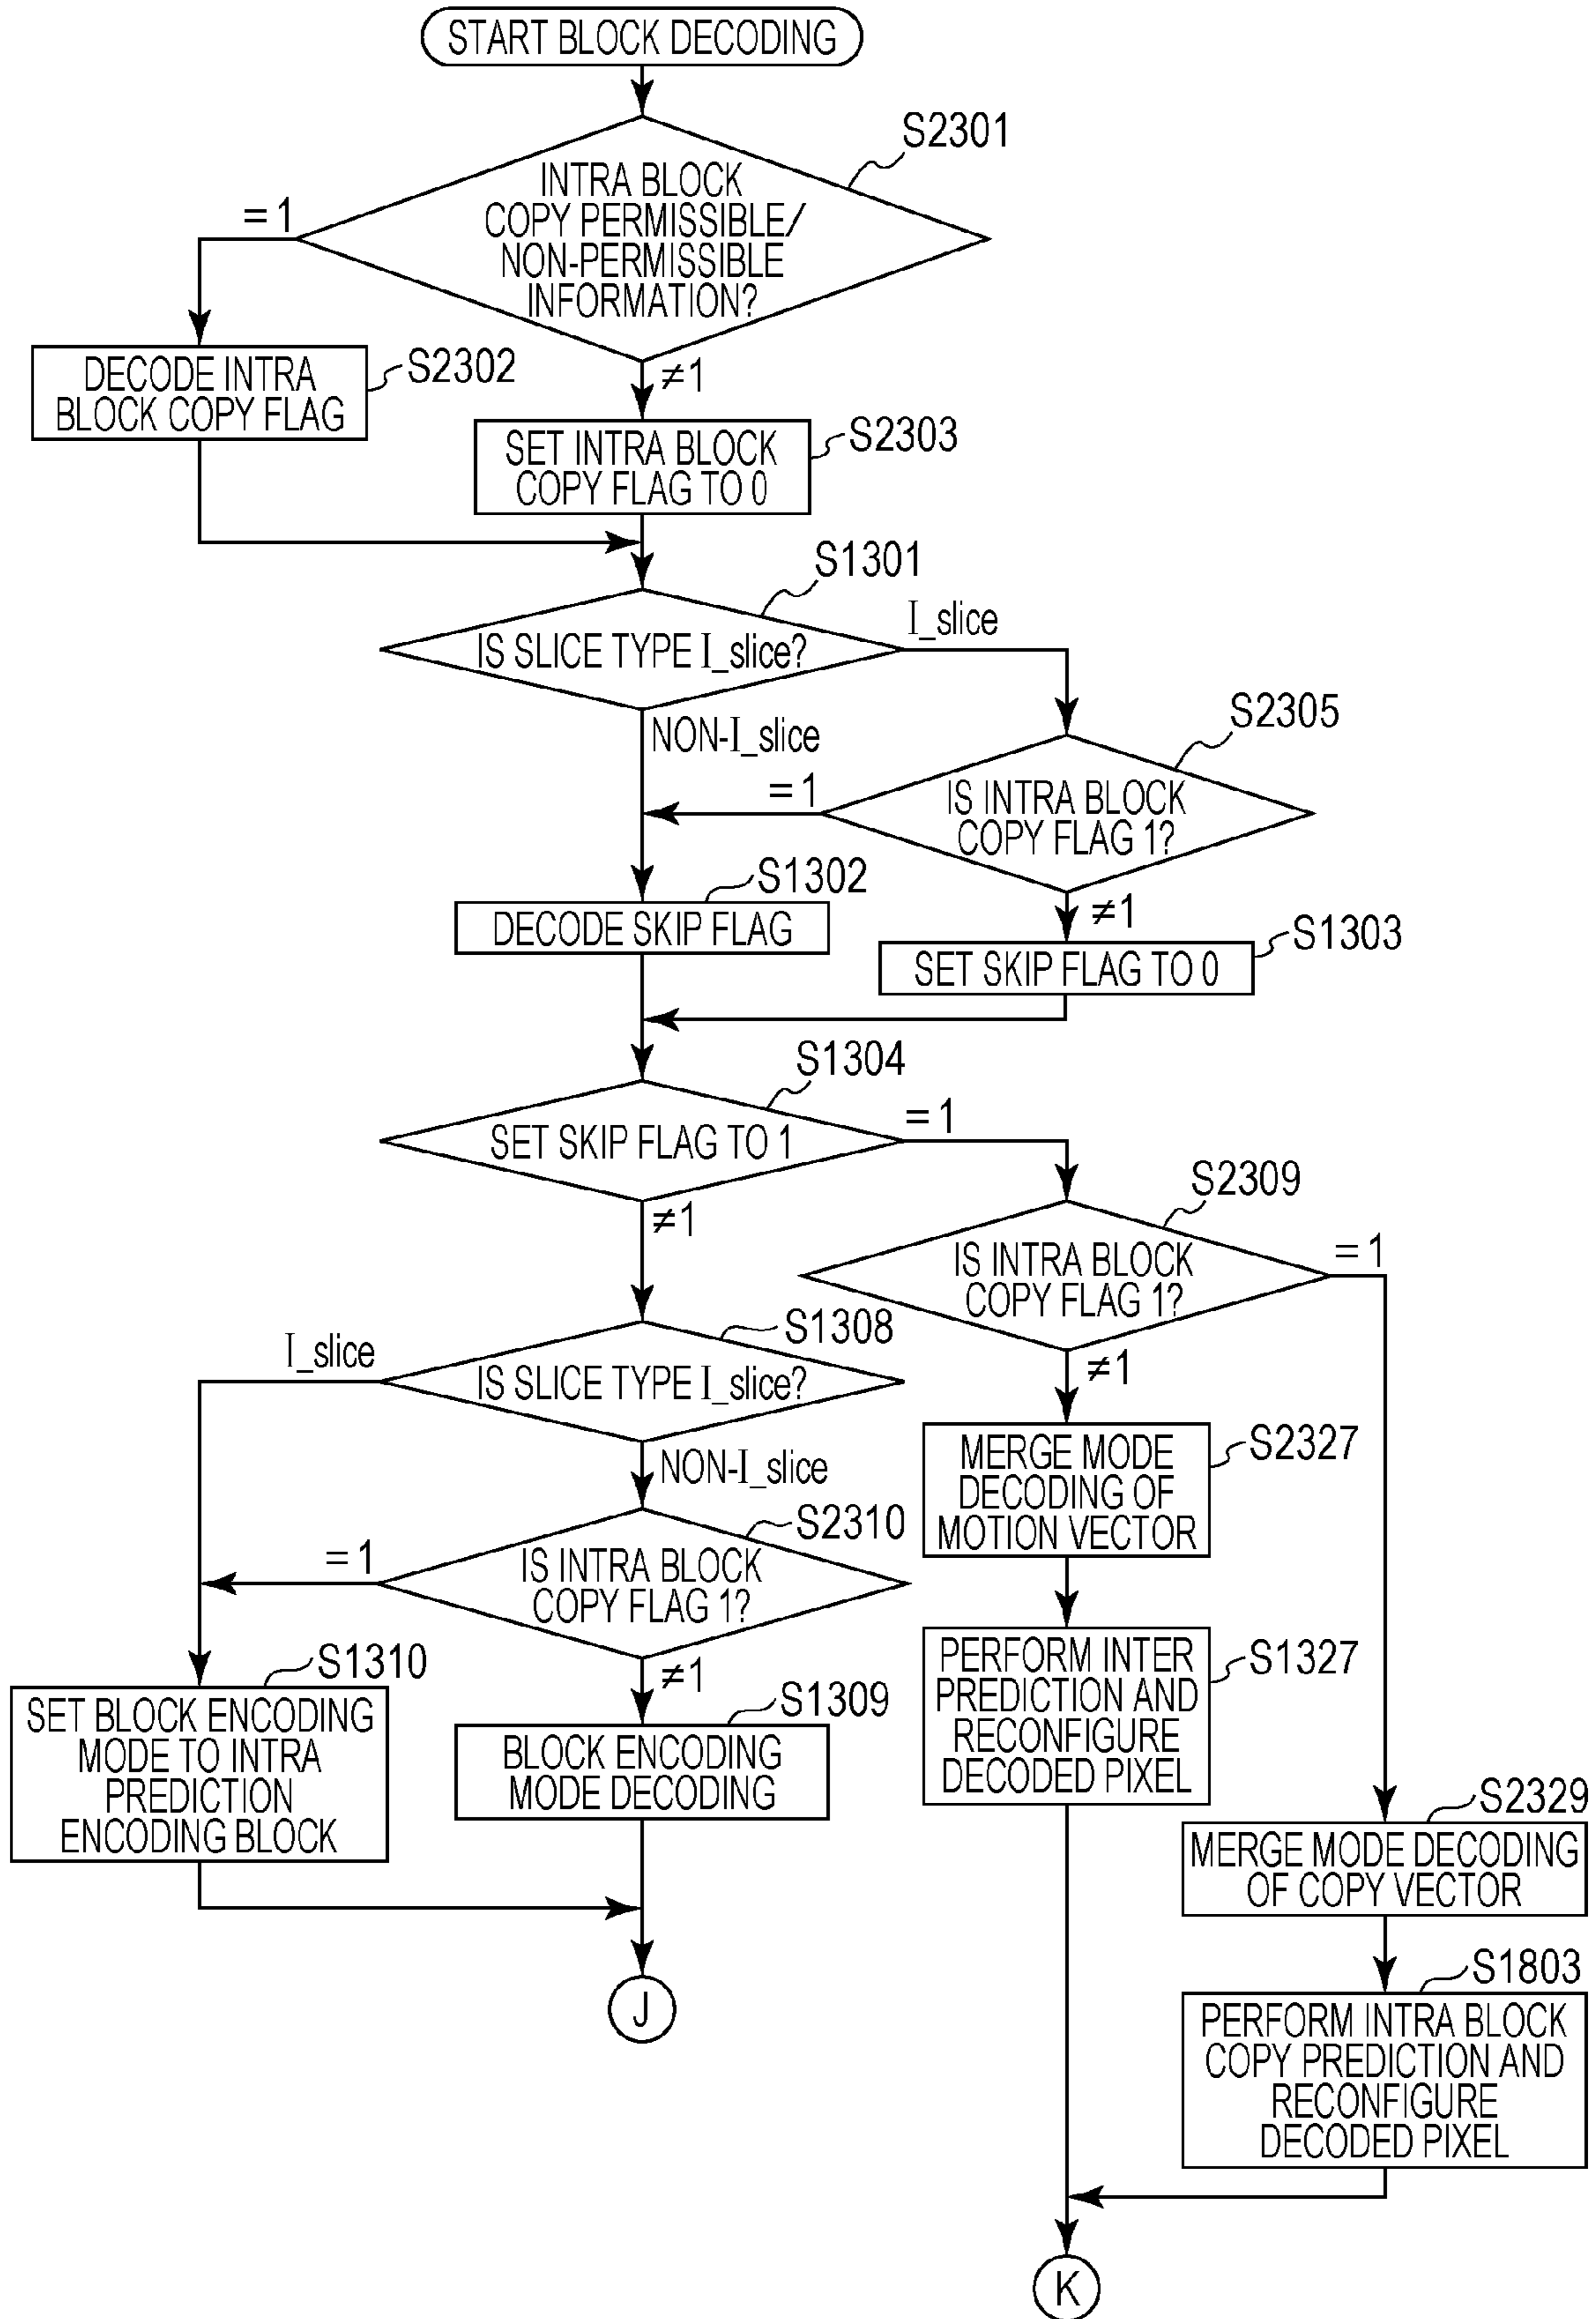 START BLOCK DECODING
S2301
INTRA BLOCK
COPY PERMISSIBLE/
NON-PERMISSIBLE
INFORMATION?
= 1
≠1
DECODE INTRA
BLOCK COPY FLAG
S2302
SET INTRA BLOCK
COPY FLAG TO 0
S2303
S1301
IS SLICE TYPE I_slice?
I_slice
NON-I_slice
S2305
IS INTRA BLOCK
COPY FLAG 1?
= 1
≠1
S1302
DECODE SKIP FLAG
S1303
SET SKIP FLAG TO 0
S1304
SET SKIP FLAG TO 1
= 1
≠1
S2309
IS INTRA BLOCK
COPY FLAG 1?
= 1
≠1
S1308
IS SLICE TYPE I_slice?
I_slice
NON-I_slice
S2310
IS INTRA BLOCK
COPY FLAG 1?
= 1
≠1
MERGE MODE
DECODING OF
MOTION VECTOR
S2327
PERFORM INTER
PREDICTION AND
RECONFIGURE
DECODED PIXEL
S1327
S1310
SET BLOCK ENCODING
MODE TO INTRA
PREDICTION
ENCODING BLOCK
S1309
BLOCK ENCODING
MODE DECODING
S2329
MERGE MODE DECODING
OF COPY VECTOR
S1803
PERFORM INTRA BLOCK
COPY PREDICTION AND
RECONFIGURE
DECODED PIXEL
J
K